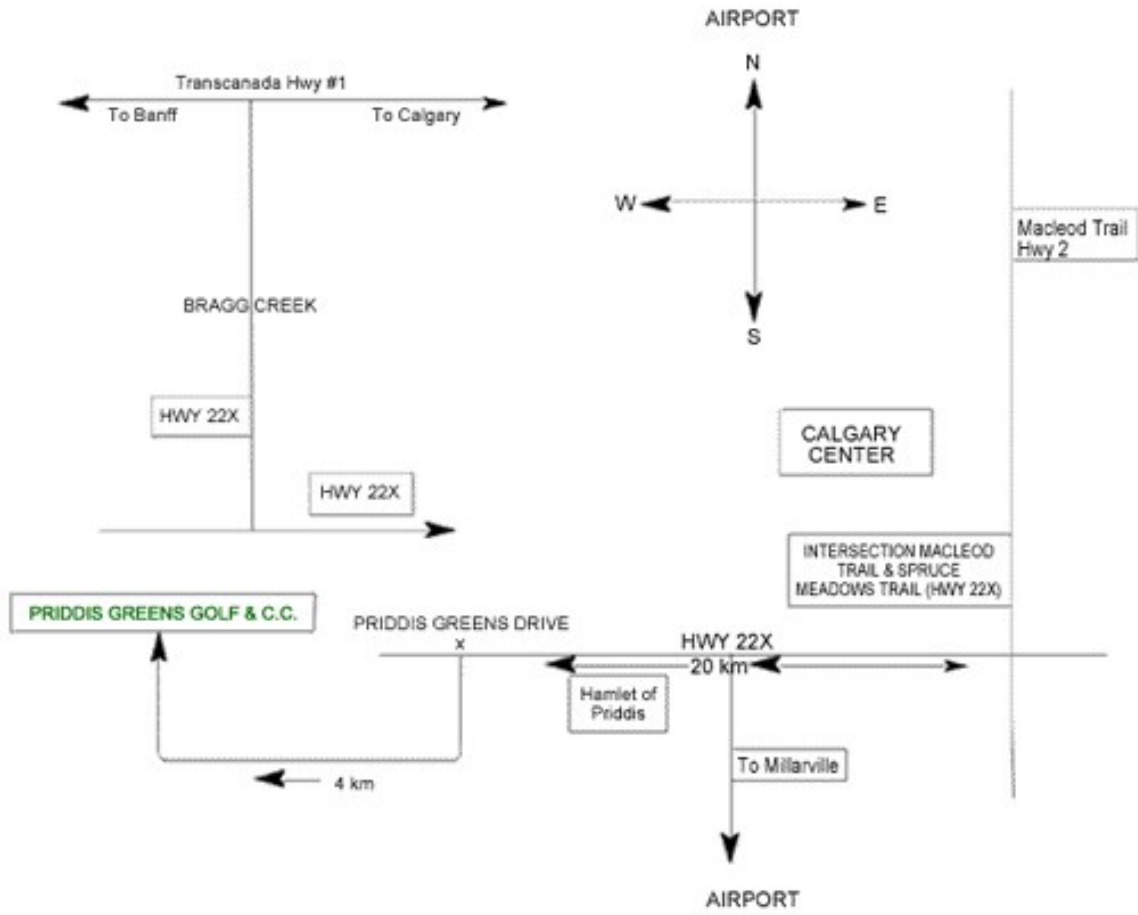 AIRPORT
N
Transcanada Hwy #1
To Banff
To Calgary
W
E
Macleod Trail
Hwy 2
BRAGG CREEK
S
HWY 22X
CALGARY
CENTER
HWY 22X
INTERSECTION MACLEOD
TRAIL & SPRUCE
MEADOWS TRAIL (HWY 22X)
PRIDDIS GREENS GOLF & C.C.
PRIDDIS GREENS DRIVE
x
HWY 22X
20 km
Hamlet of
Priddis
To Millarville
4 km
AIRPORT